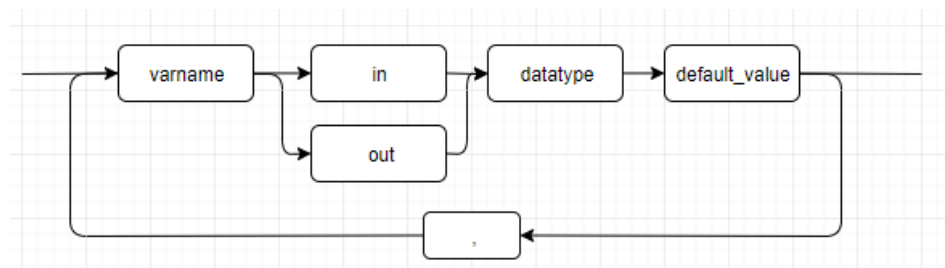 varname
in
datatype
default_value
out
,